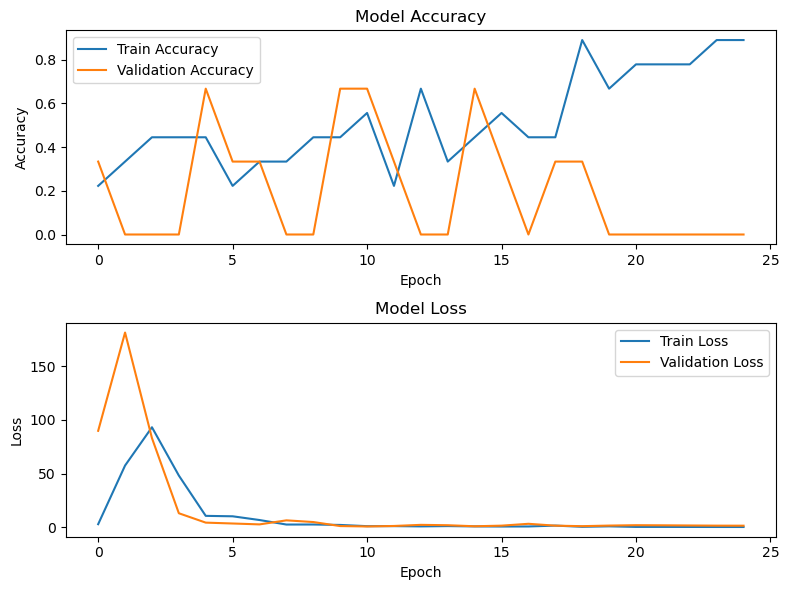 Model Accuracy
Train Accuracy
Validation Accuracy
Accuracy
0.8
0.6
0.4
0.2
0.0
0 5 10 15 20 25
Epoch
Model Loss
Train Loss
Validation Loss
Loss
150
100
50
0
0 5 10 15 20 25
Epoch